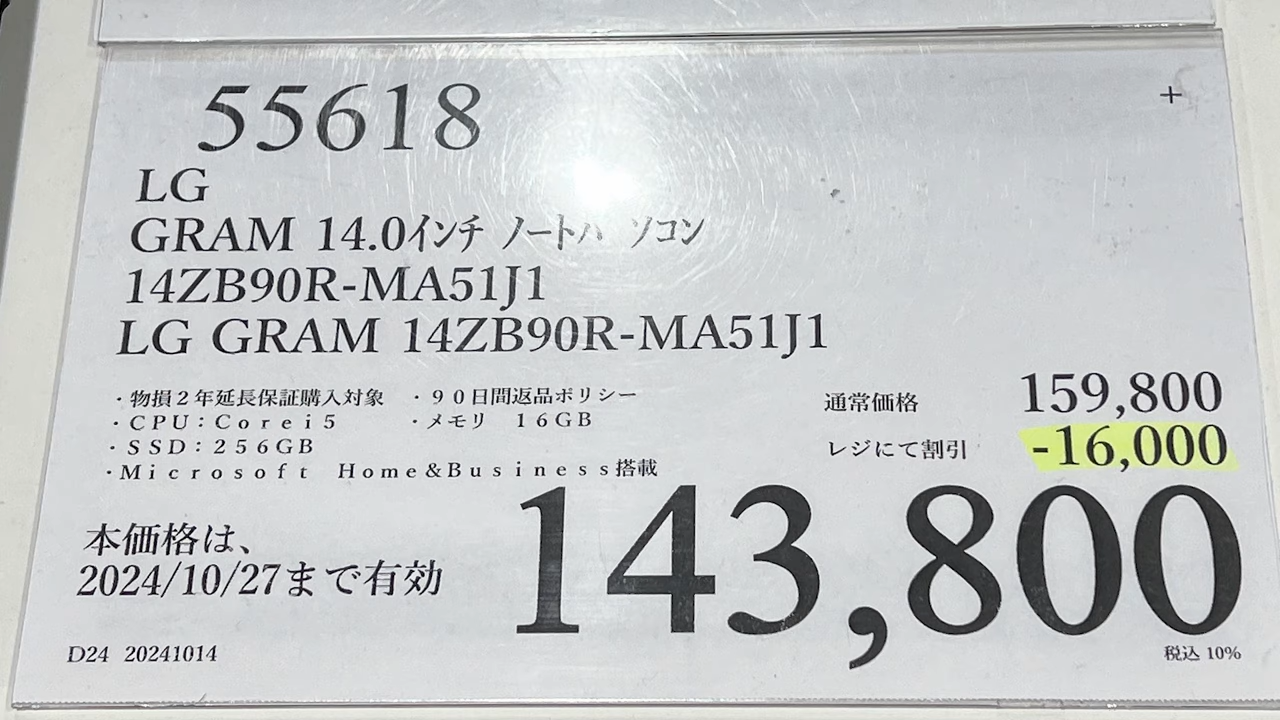 +
55618
LG
GRAM 14.0インチ ノートパソコン
14ZB90R-MA51J1
LG GRAM 14ZB90R-MA51J1
・物損2年延長保証購入対象 ・90日間返品ポリシー
・CPU:Corei5 ・メモリ 16GB
・SSD:256GB
・Microsoft Home&Business搭載
通常価格 159,800
レジにて割引 -16,000
本価格は、
2024/10/27まで有効
143,800
D24 20241014
税込 10%